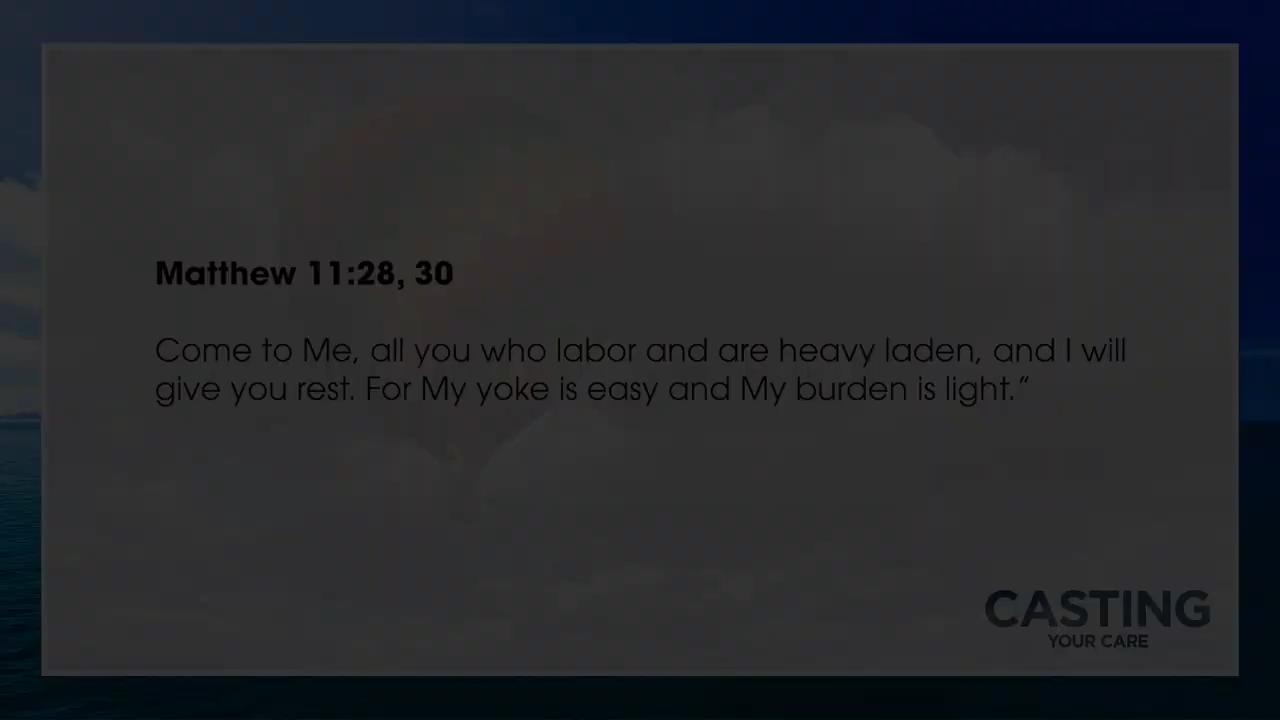 Matthew 11:28, 30
Come to Me, all you who labor and are heavy laden, and I will
give you rest. For My yoke is easy and My burden is light.“
CASTING
YOUR CARE